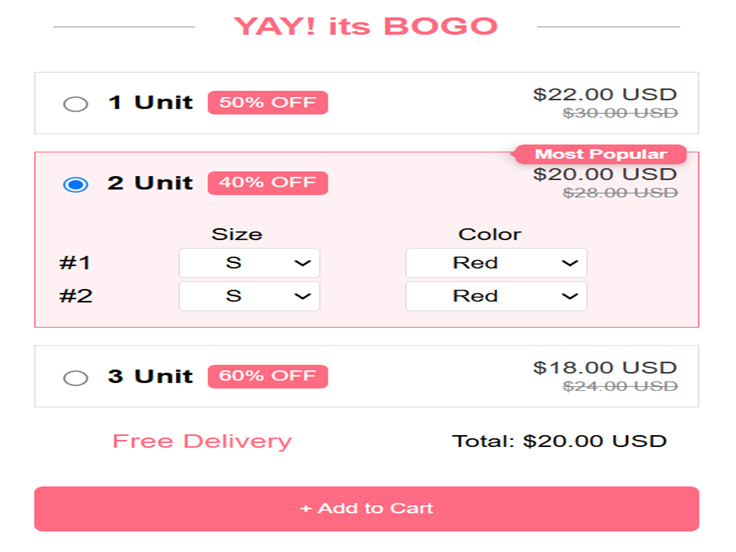 YAY! its BOGO
1 Unit 50% OFF $22.00 USD
$30.00 USD
Most Popular
2 Unit 40% OFF $20.00 USD
$28.00 USD
Size Color
#1 S Red
#2 S Red
3 Unit 60% OFF $18.00 USD
$24.00 USD
Free Delivery Total: $20.00 USD
+ Add to Cart